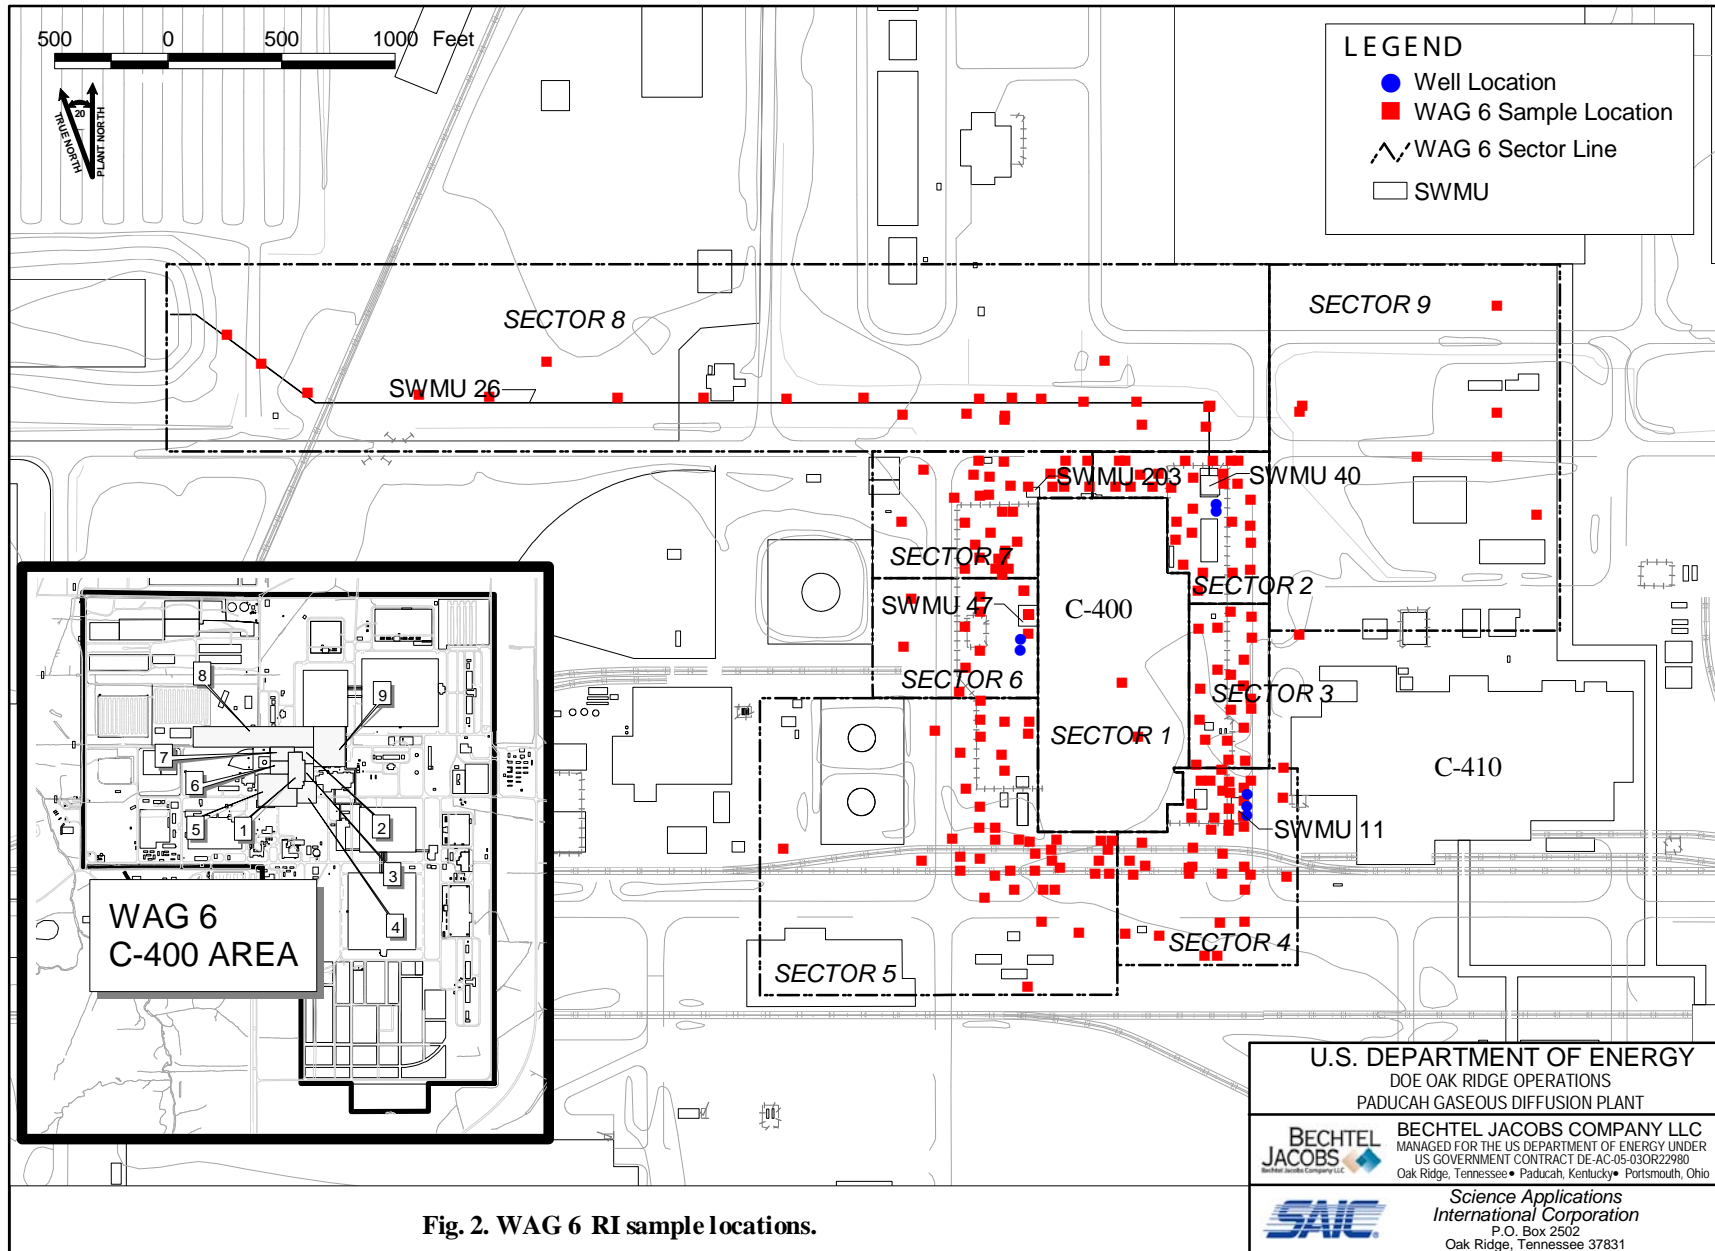 500 0 500 1000 Feet
20
TRUE NORTH
PLANT NORTH
LEGEND
Well Location
WAG 6 Sample Location
WAG 6 Sector Line
SWMU
SECTOR 8
SECTOR 9
SWMU 26
SWMU 203
SWMU 40
SECTOR 7
SECTOR 2
SWMU 47
C-400
SECTOR 6
SECTOR 3
SECTOR 1
C-410
SWMU 11
SECTOR 4
SECTOR 5
8
9
7
6
5
1
2
3
4
WAG 6
C-400 AREA
U.S. DEPARTMENT OF ENERGY
DOE OAK RIDGE OPERATIONS
PADUCAH GASEOUS DIFFUSION PLANT
BECHTEL
JACOBS
Bechtel Jacobs Company LLC
BECHTEL JACOBS COMPANY LLC
MANAGED FOR THE US DEPARTMENT OF ENERGY UNDER
US GOVERNMENT CONTRACT DE-AC-05-03OR22980
Oak Ridge, Tennessee • Paducah, Kentucky • Portsmouth, Ohio
SAIC
Science Applications
International Corporation
P.O. Box 2502
Oak Ridge, Tennessee 37831
Fig. 2. WAG 6 RI sample locations.